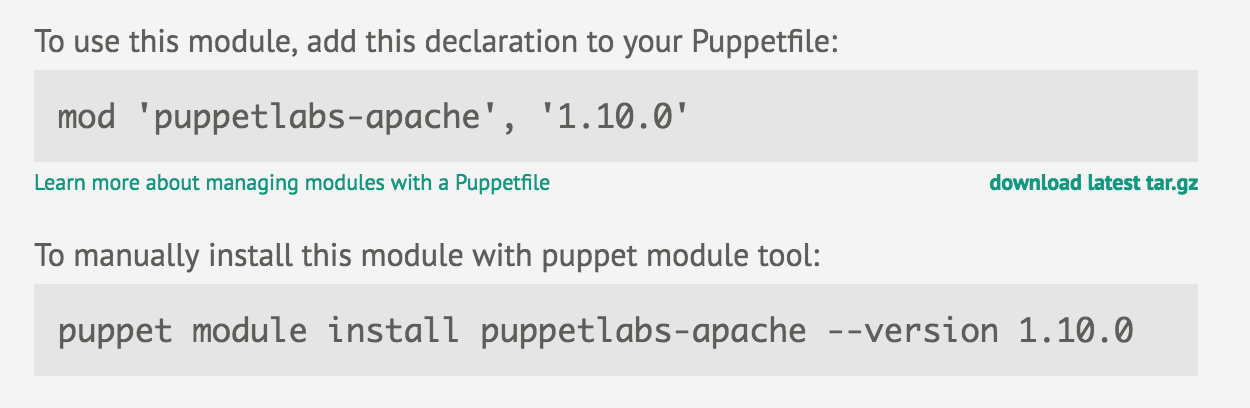 To use this module, add this declaration to your Puppetfile:
mod 'puppetlabs-apache', '1.10.0'
Learn more about managing modules with a Puppetfile
download latest tar.gz
To manually install this module with puppet module tool:
puppet module install puppetlabs-apache --version 1.10.0